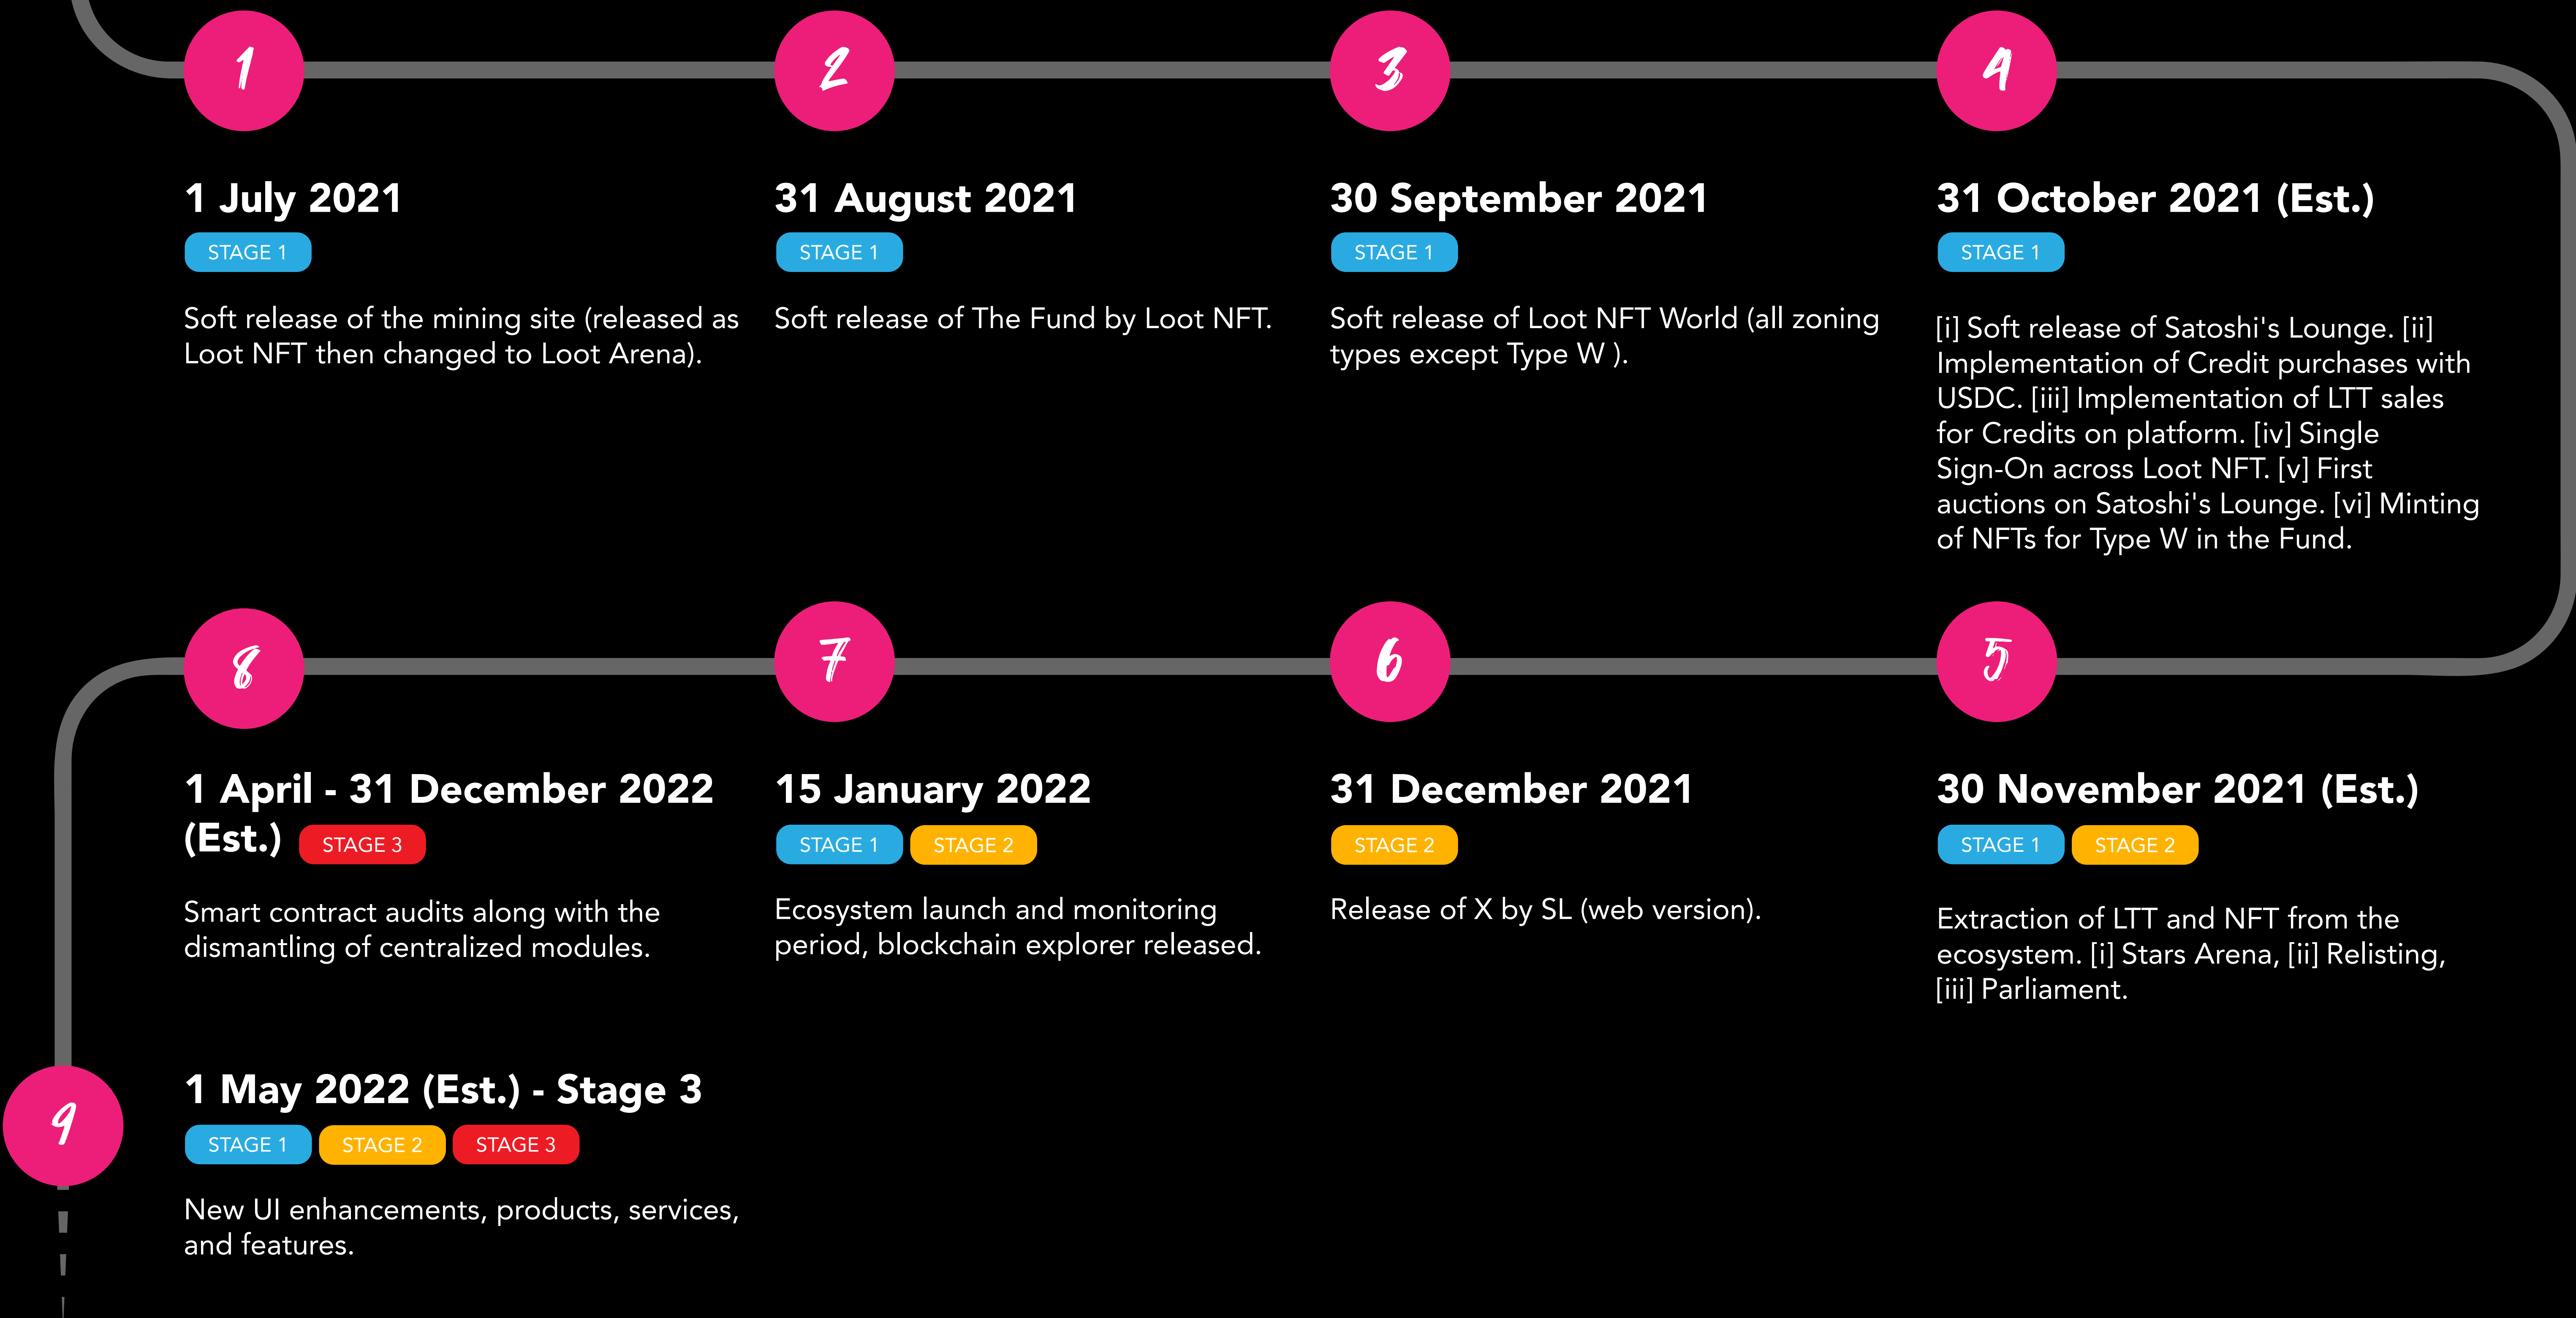 1
2
3
4
1 July 2021
STAGE 1
Soft release of the mining site (released as
Loot NFT then changed to Loot Arena).
31 August 2021
STAGE 1
Soft release of The Fund by Loot NFT.
30 September 2021
STAGE 1
Soft release of Loot NFT World (all zoning
types except Type W ).
31 October 2021 (Est.)
STAGE 1
[i] Soft release of Satoshi's Lounge. [ii]
Implementation of Credit purchases with
USDC. [iii] Implementation of LTT sales
for Credits on platform. [iv] Single
Sign-On across Loot NFT. [v] First
auctions on Satoshi's Lounge. [vi] Minting
of NFTs for Type W in the Fund.
8
7
6
5
1 April - 31 December 2022
(Est.) STAGE 3
Smart contract audits along with the
dismantling of centralized modules.
15 January 2022
STAGE 1 STAGE 2
Ecosystem launch and monitoring
period, blockchain explorer released.
31 December 2021
STAGE 2
Release of X by SL (web version).
30 November 2021 (Est.)
STAGE 1 STAGE 2
Extraction of LTT and NFT from the
ecosystem. [i] Stars Arena, [ii] Relisting,
[iii] Parliament.
9
1 May 2022 (Est.) - Stage 3
STAGE 1 STAGE 2 STAGE 3
New UI enhancements, products, services,
and features.